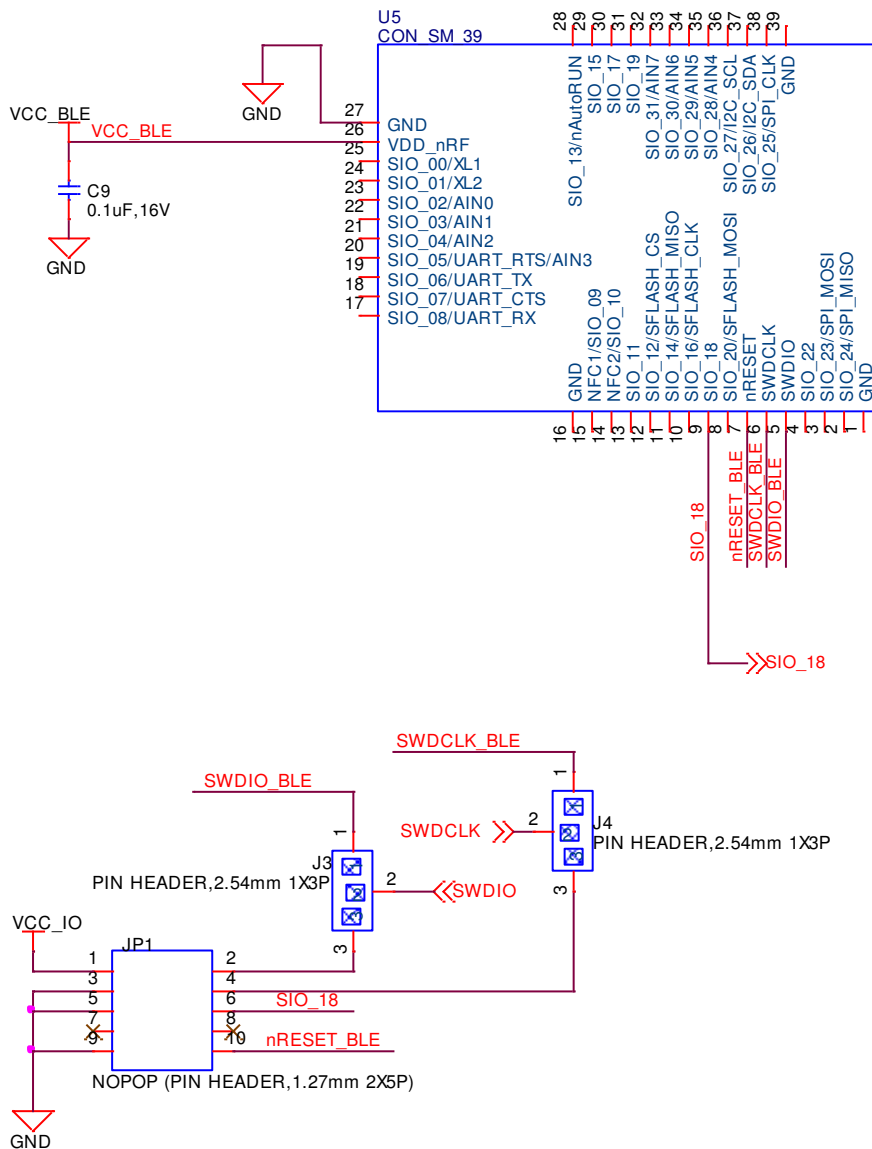 U5
CON SM 39
28
29
30
31
32
33
34
35
36
37
38
39
SIO_13/nAutoRUN
SIO_15
SIO_17
SIO_19
SIO_31/AIN7
SIO_30/AIN6
SIO_29/AIN5
SIO_28/AIN4
SIO_27/I2C_SCL
SIO_26/I2C_SDA
SIO_25/SPI_CLK
GND
GND
VCC_BLE
VCC_BLE
C9
0.1uF,16V
GND
27
26
25
24
23
22
21
20
19
18
17
GND
VDD_nRF
SIO_00/XL1
SIO_01/XL2
SIO_02/AIN0
SIO_03/AIN1
SIO_04/AIN2
SIO_05/UART_RTS/AIN3
SIO_06/UART_TX
SIO_07/UART_CTS
SIO_08/UART_RX
GND
NFC1/SIO_09
NFC2/SIO_10
SIO_11
SIO_12/SFLASH_CS
SIO_14/SFLASH_MISO
SIO_16/SFLASH_CLK
SIO_18
SIO_20/SFLASH_MOSI
nRESET
SWDCLK
SWDIO
SIO_22
SIO_23/SPI_MOSI
SIO_24/SPI_MISO
GND
16
15
14
13
12
11
10
9
8
7
6
5
4
3
2
1
SIO_18
nRESET_BLE
SWDCLK_BLE
SWDIO_BLE
SIO_18
SWDCLK_BLE
1
SWDCLK
2
J4
PIN HEADER,2.54mm 1X3P
3
SWDIO_BLE
1
J3
PIN HEADER,2.54mm 1X3P
2
SWDIO
3
VCC_IO
JP1
1
2
3
4
5
6
SIO_18
7
8
9
10
nRESET_BLE
NOPOP (PIN HEADER,1.27mm 2X5P)
GND